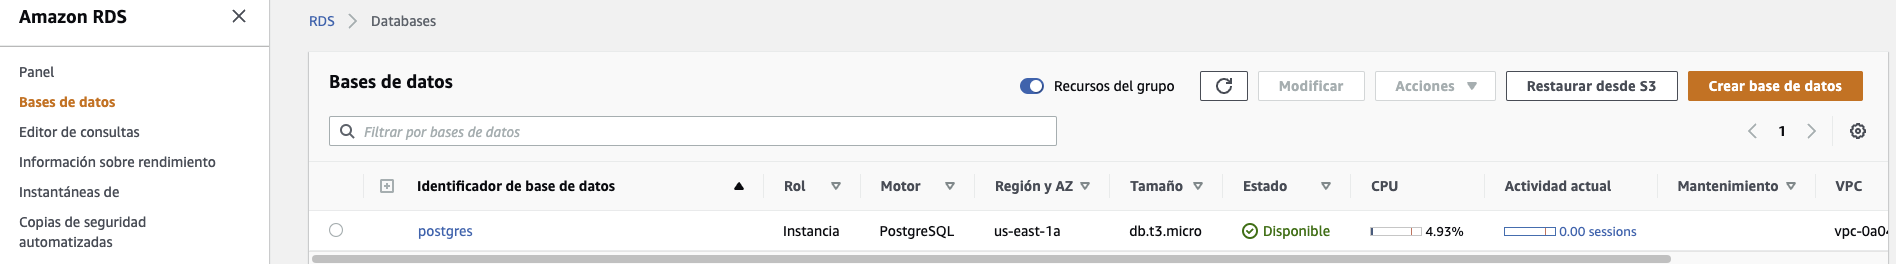 Amazon RDS
Panel
Bases de datos
Editor de consultas
Información sobre rendimiento
Instantáneas de
Copias de seguridad
automatizadas
RDS Databases
Bases de datos
Recursos del grupo Modificar Acciones Restaurar desde S3 Crear base de datos
Filtrar por bases de datos
1
Identificador de base de datos Rol Motor Región y AZ Tamaño Estado CPU Actividad actual Mantenimiento VPC
postgres Instancia PostgreSQL us-east-1a db.t3.micro Disponible 4.93% 0.00 sessions vpc-0a04